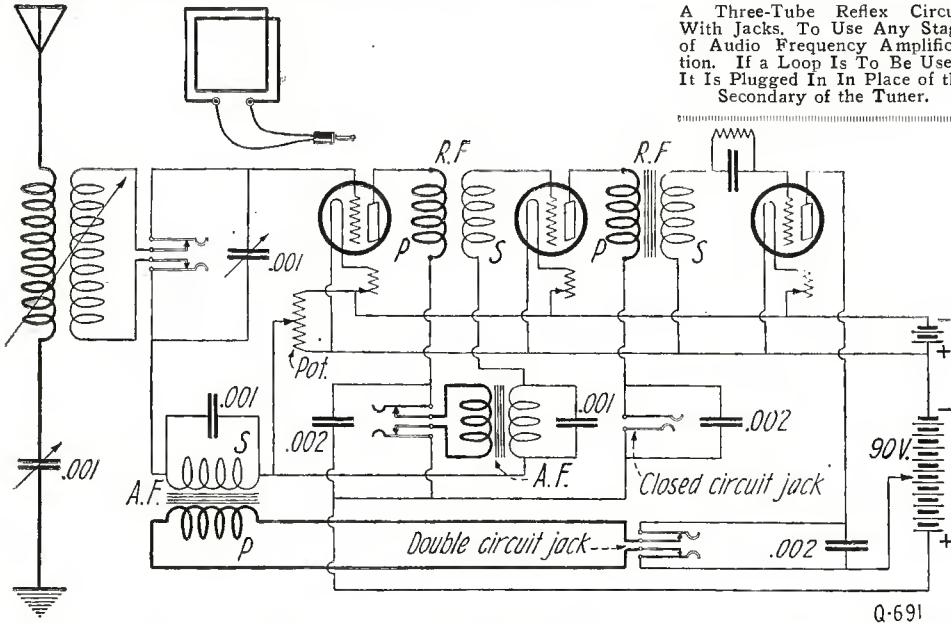 A Three-Tube Reflex Circu
With Jacks, To Use Any Stag
of Audio Frequency Amplific
tion. If a Loop Is To Be Use
It Is Plugged In In Place of th
Secondary of the Tuner.
R.F
R.F
P
S
P
S
.001
Pot.
.001
.001
.002
.001
.002
90V.
S
A.F.
A.F.
Closed circuit jack
P
Double circuit jack
.002
-
+
-
+
Q-691